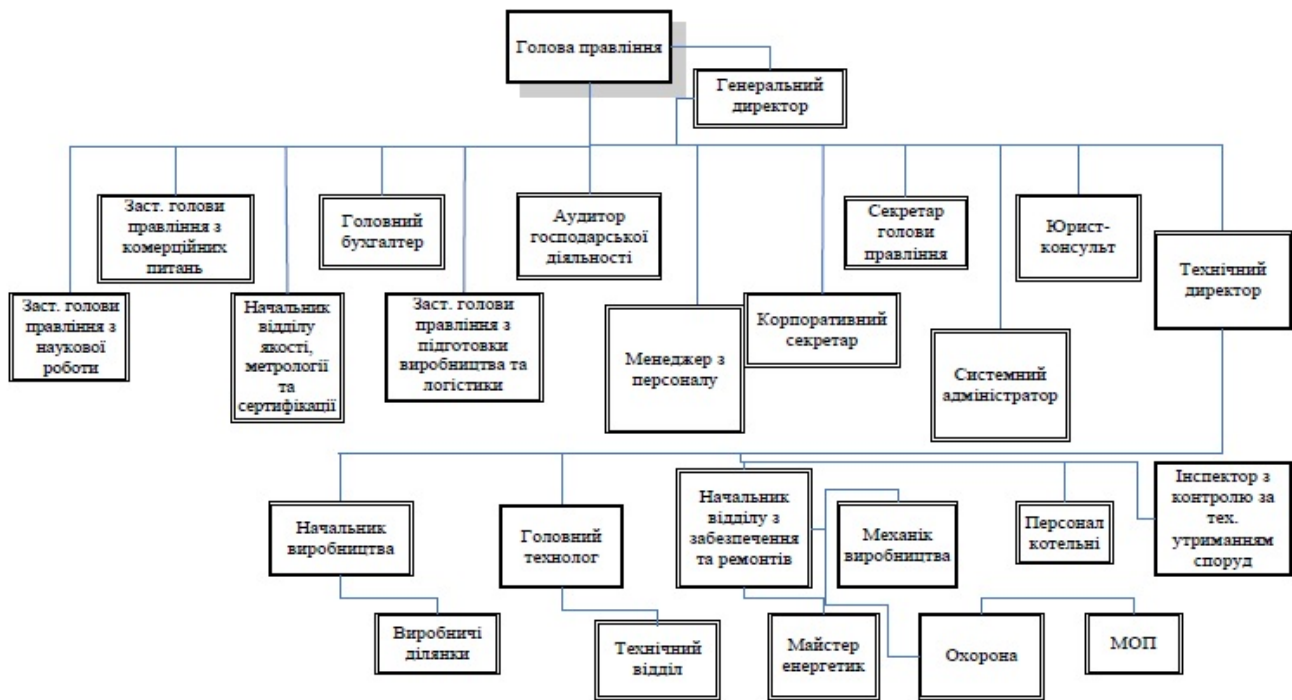 Голова правління
Генеральний
директор
Заст. голови
правління з
комерційних
питань
Головний
бухгалтер
Аудитор
господарської
діяльності
Секретар
голови
правління
Юрист-
консульт
Технічний
директор
Заст. голови
правління з
наукової
роботи
Начальник
відділу
якості,
метрології
та
сертифікації
Заст. голови
правління з
підготовки
виробництва та
логістики
Менеджер з
персоналу
Корпоративний
секретар
Системний
адміністратор
Начальник
виробництва
Головний
технолог
Начальник
відділу з
забезпечення
та ремонтів
Механік
виробництва
Персонал
котельні
Інспектор з
контролю за
тех.
утриманням
споруд
Виробничі
ділянки
Технічний
відділ
Майстер
енергетик
Охорона
МОП